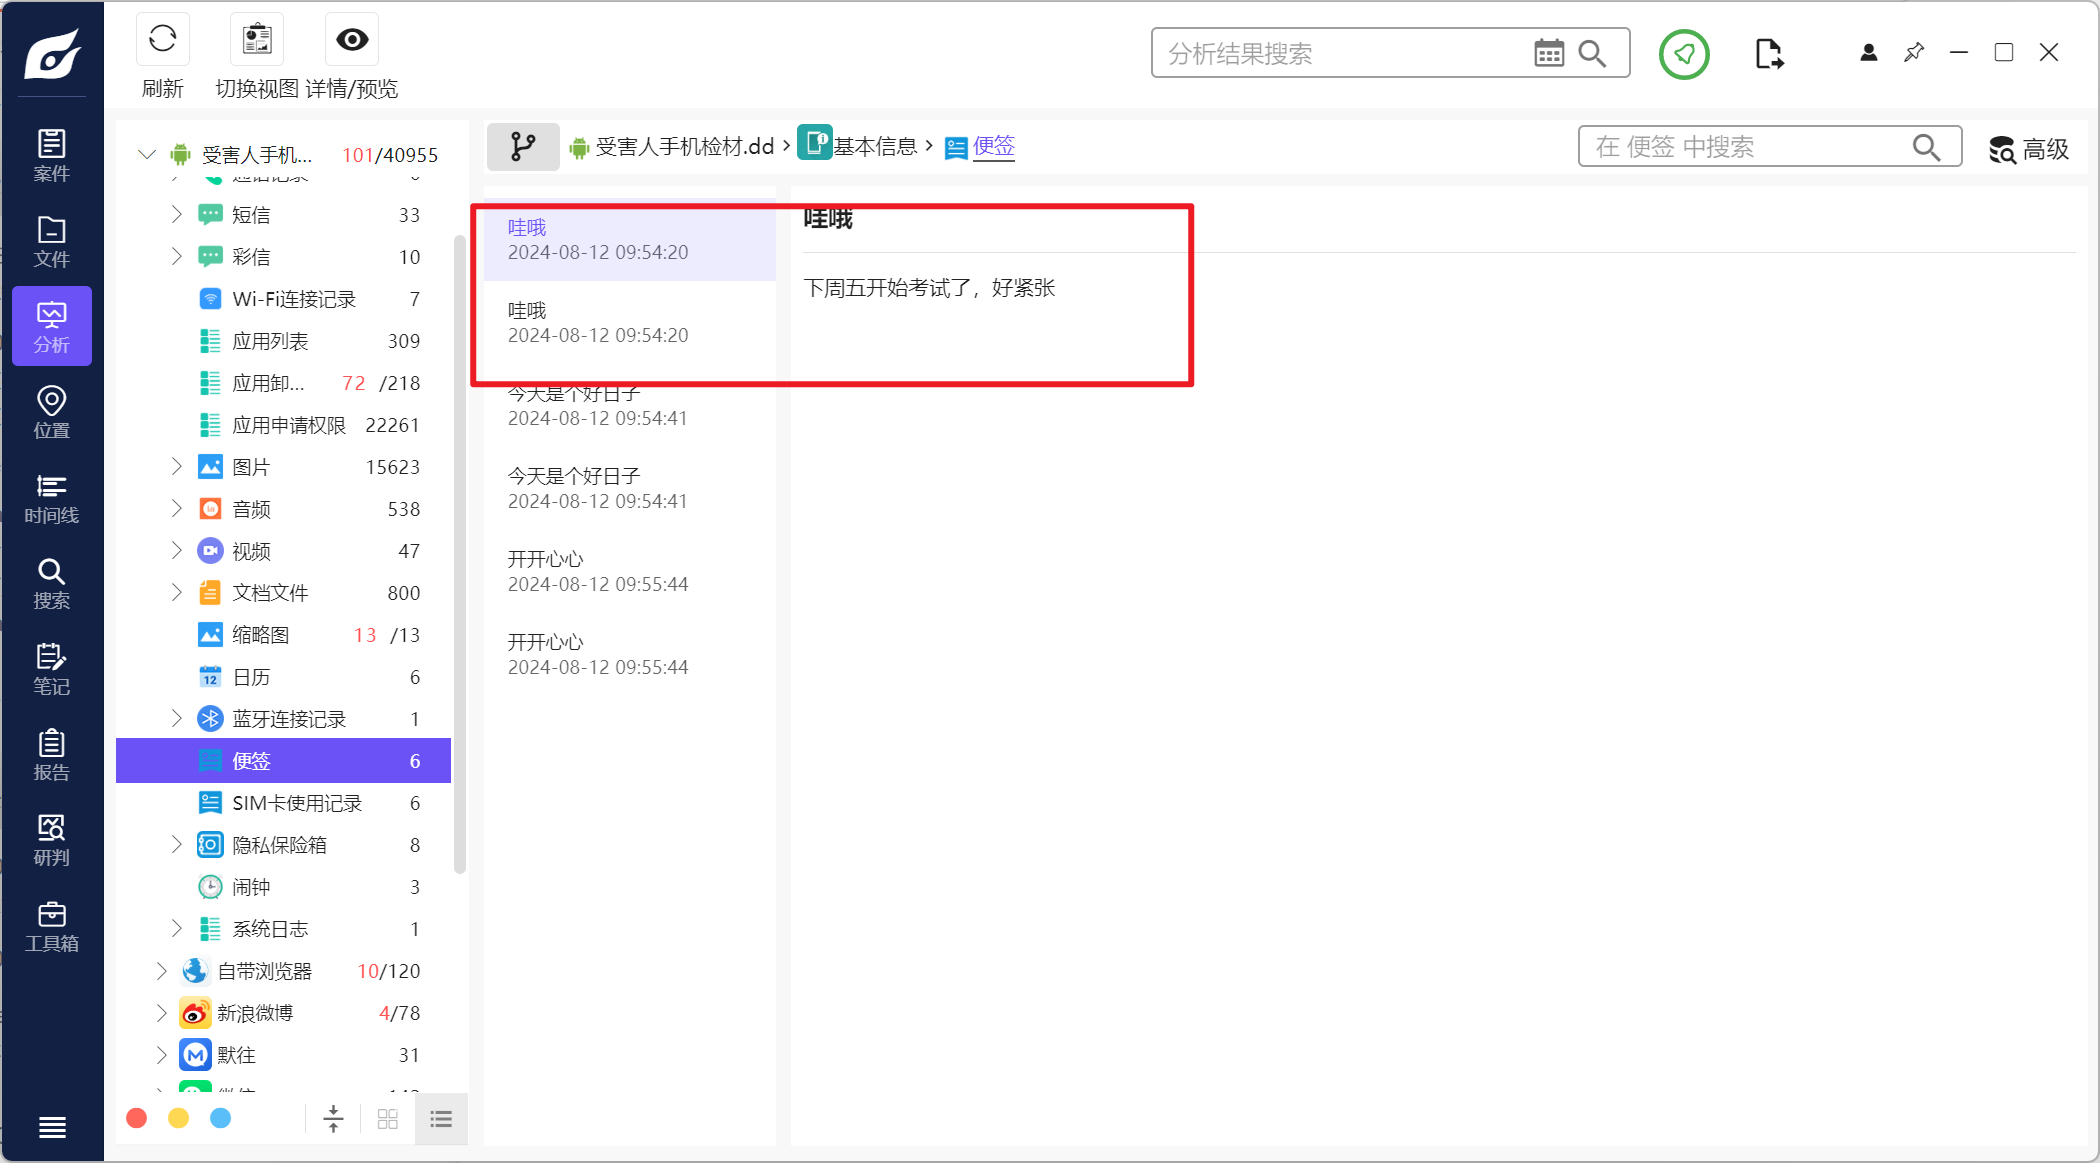 刷新
切换视图
详情/预览
分析结果搜索
案件
文件
分析
位置
时间线
搜索
笔记
报告
研判
工具箱
受害人手机... 101/40955
通话记录
短信 33
彩信 10
Wi-Fi连接记录 7
应用列表 309
应用卸... 72 /218
应用申请权限 22261
图片 15623
音频 538
视频 47
文档文件 800
缩略图 13 /13
日历 6
蓝牙连接记录 1
便签 6
SIM卡使用记录 6
隐私保险箱 8
闹钟 3
系统日志 1
自带浏览器 10/120
新浪微博 4/78
默往 31
受害人手机检材.dd › 基本信息 › 便签
在 便签 中搜索
高级
哇哦
2024-08-12 09:54:20
哇哦
2024-08-12 09:54:20
今天是个好日子
2024-08-12 09:54:41
今天是个好日子
2024-08-12 09:54:41
开开心心
2024-08-12 09:55:44
开开心心
2024-08-12 09:55:44
哇哦
下周五开始考试了，好紧张